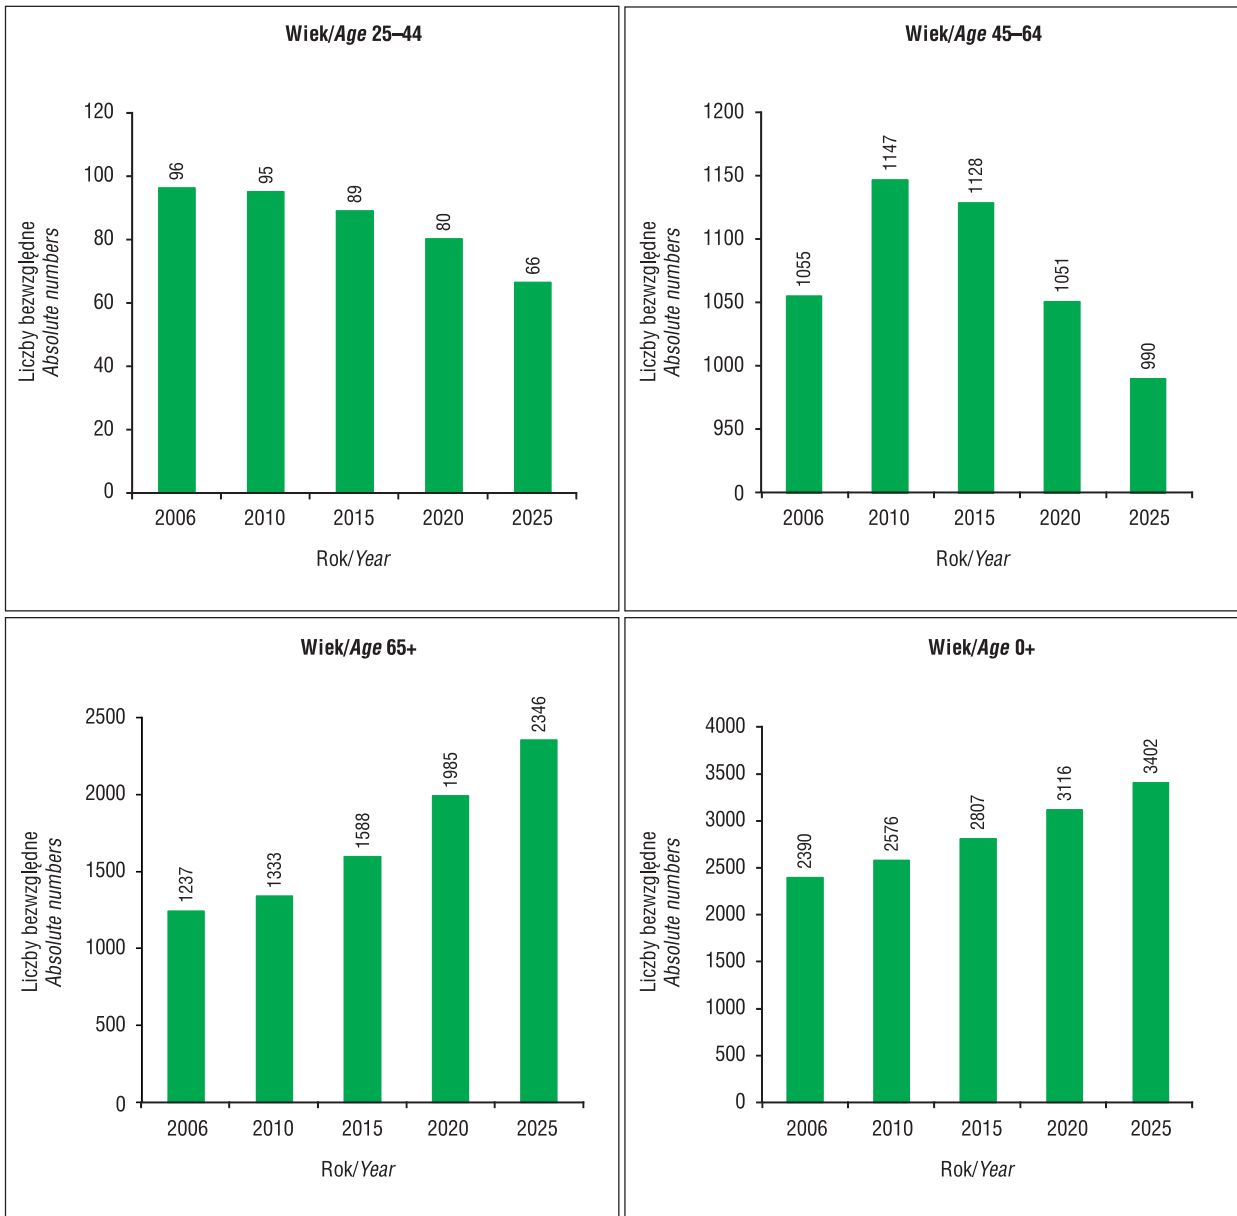 Wiek/Age 25–44
120
100
80
60
40
20
0
96
95
89
80
66
2006 2010 2015 2020 2025
Rok/Year
Liczby bezwzględne
Absolute numbers
Wiek/Age 45–64
1200
1150
1100
1050
1000
950
0
1055
1147
1128
1051
990
2006 2010 2015 2020 2025
Rok/Year
Liczby bezwzględne
Absolute numbers
Wiek/Age 65+
2500
2000
1500
1000
500
0
1237
1333
1588
1985
2346
2006 2010 2015 2020 2025
Rok/Year
Liczby bezwzględne
Absolute numbers
Wiek/Age 0+
4000
3500
3000
2500
2000
1500
1000
500
0
2390
2576
2807
3116
3402
2006 2010 2015 2020 2025
Rok/Year
Liczby bezwzględne
Absolute numbers